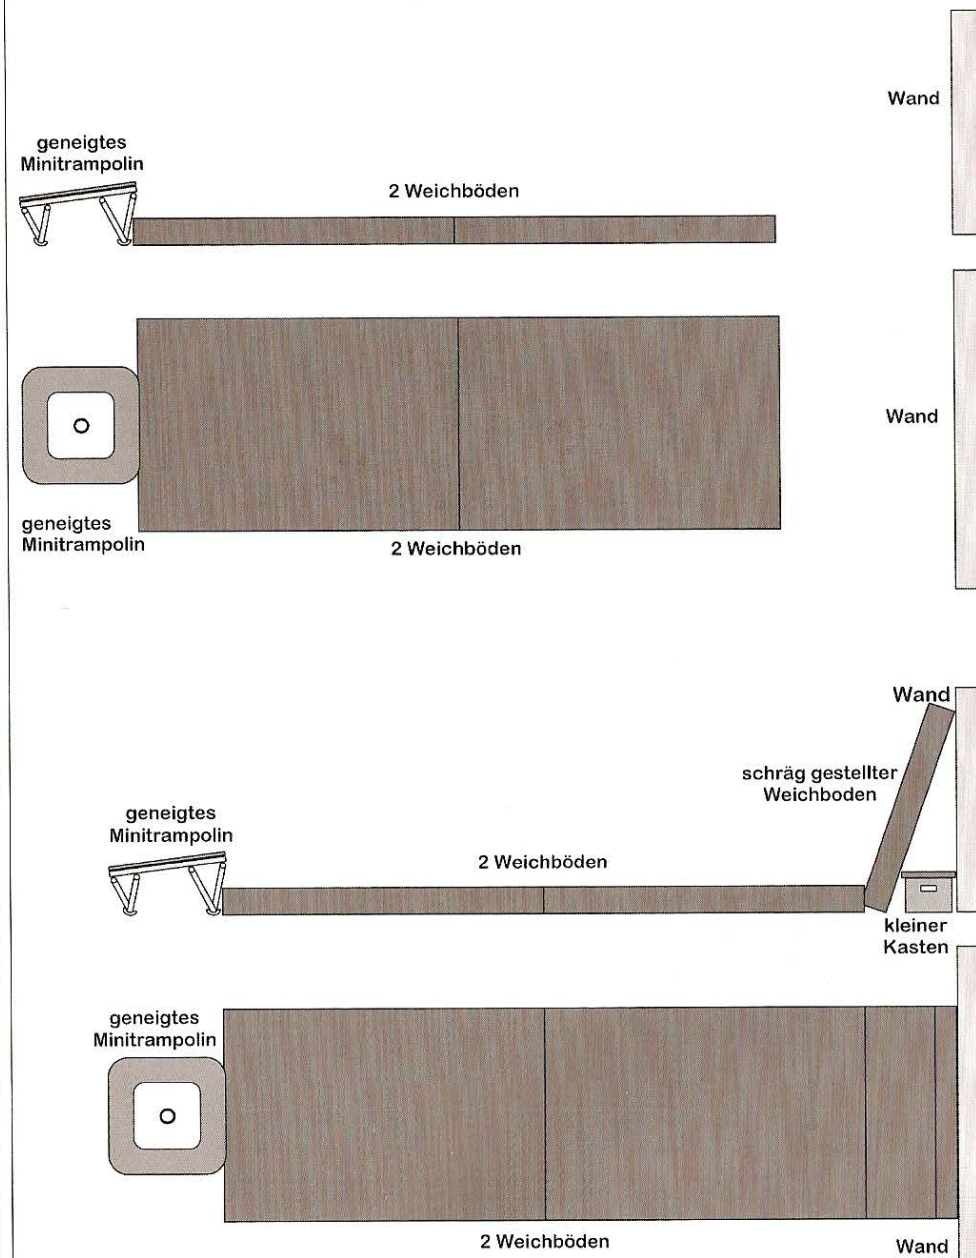 Wand
geneigtes
Minitrampolin
2 Weichböden
Wand
geneigtes
Minitrampolin
2 Weichböden
Wand
schräg gestellter
Weichboden
geneigtes
Minitrampolin
2 Weichböden
kleiner
Kasten
geneigtes
Minitrampolin
2 Weichböden
Wand